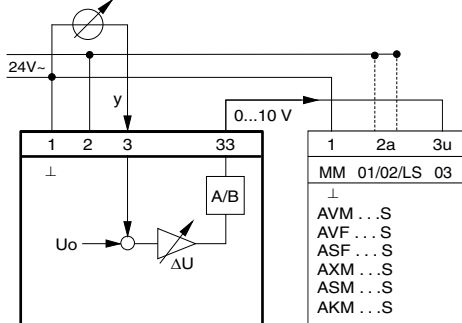 24V~
y
0...10 V
1 2 3 33
1 2a 3u
MM 01/02/LS 03
⊥
⊥
A/B
AVM . . . S
AVF . . . S
Uo
ASF . . . S
ΔU
AXM . . . S
ASM . . . S
AKM . . . S